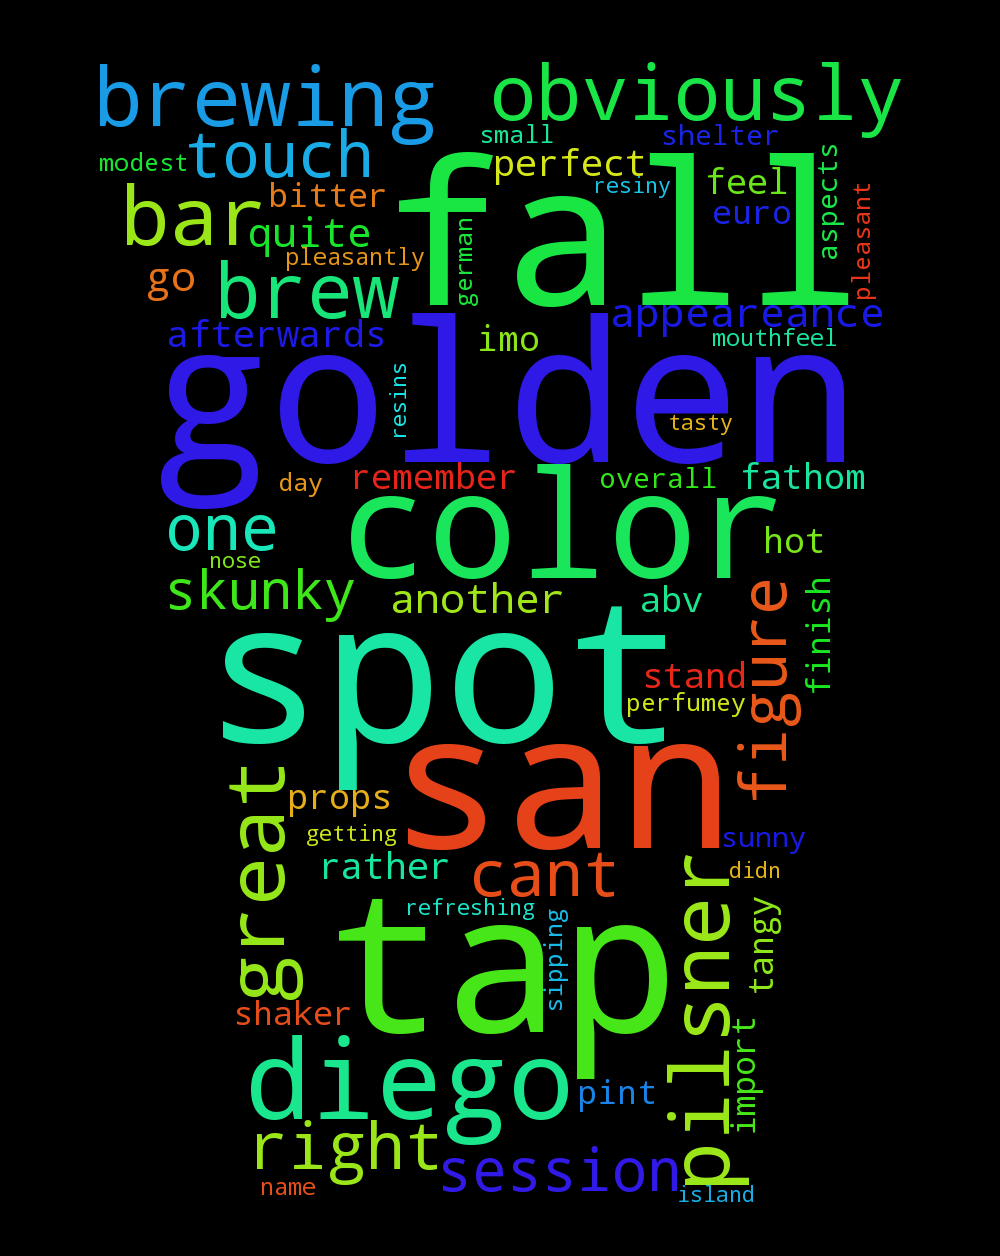 brewing
obviously
small
shelter
touch
modest
perfect
aspects
resiny
feel
bitter
pleasant
fall
bar
euro
quite
german
pleasantly
go
brew
appeareance
afterwards
imo
mouthfeel
golden
resins
tasty
day
remember
overall
fathom
color
one
hot
nose
skunky
another
abv
finish
figure
spot
stand
perfumey
san
great
props
getting
sunny
rather
cant
didn
pilsner
refreshing
sipping
tangy
tap
shaker
import
diego
pint
right
session
name
island